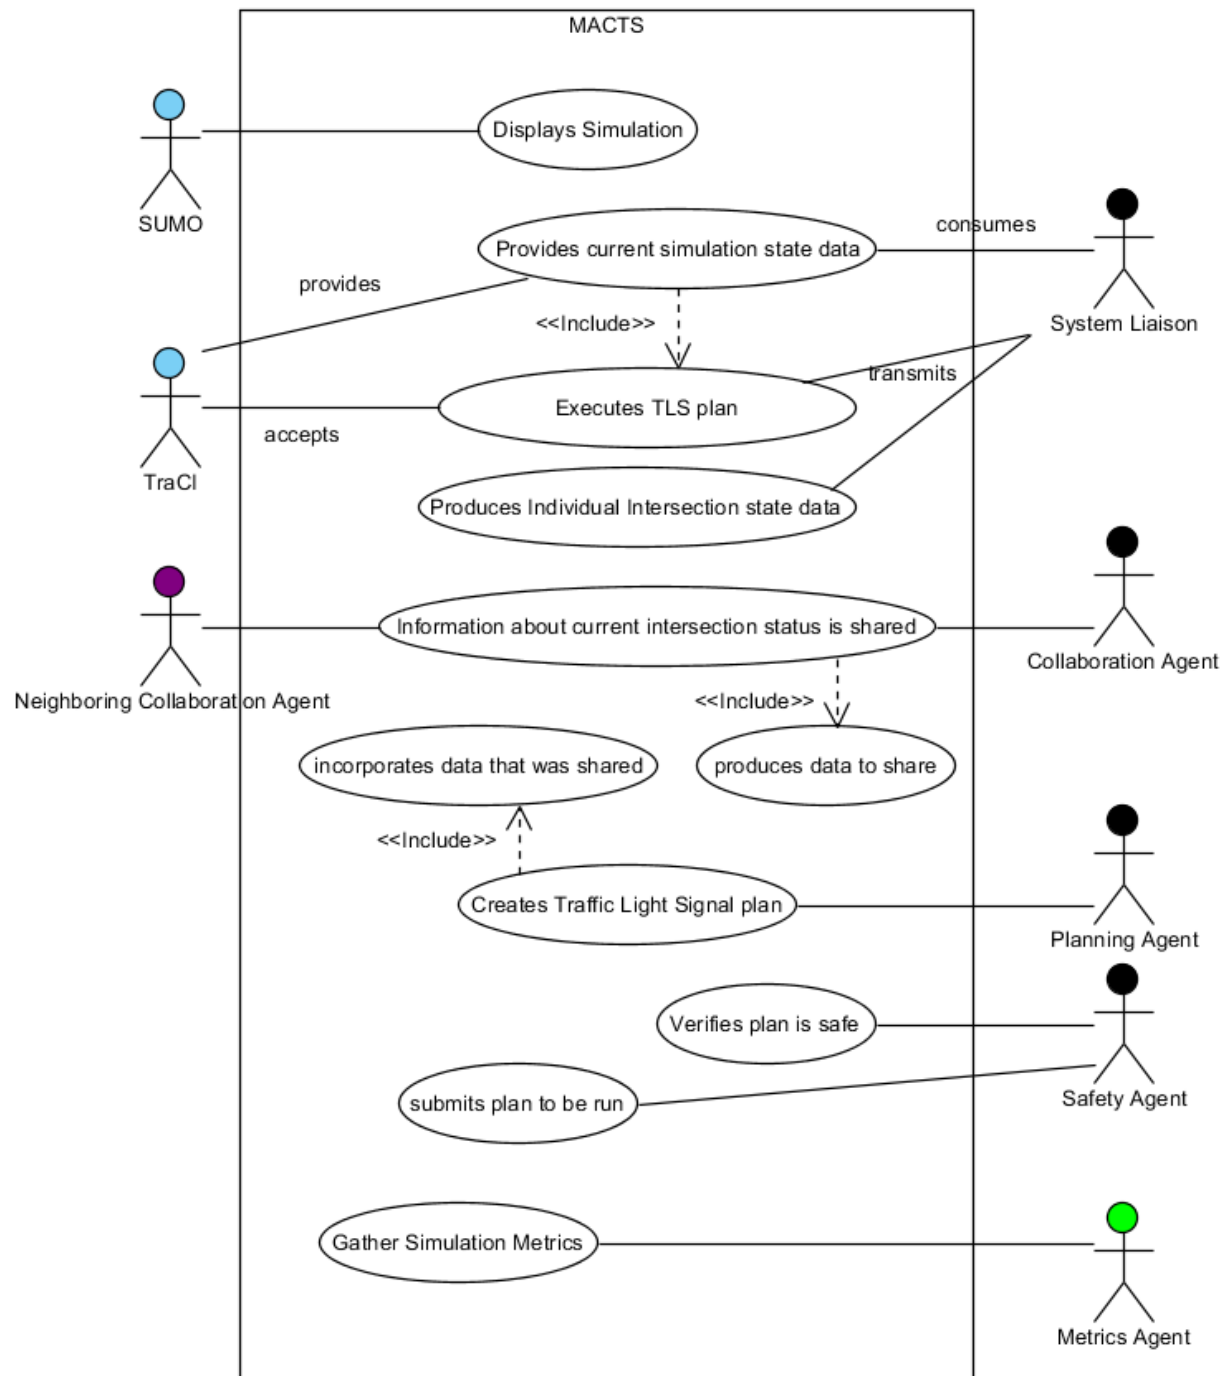 MACTS
Displays Simulation
SUMO
Provides current simulation state data
consumes
provides
<<Include>>
System Liaison
transmits
Executes TLS plan
accepts
TraCI
Produces Individual Intersection state data
Information about current intersection status is shared
Collaboration Agent
Neighboring Collaboration Agent
<<Include>>
incorporates data that was shared
produces data to share
<<Include>>
Creates Traffic Light Signal plan
Planning Agent
Verifies plan is safe
submits plan to be run
Safety Agent
Gather Simulation Metrics
Metrics Agent